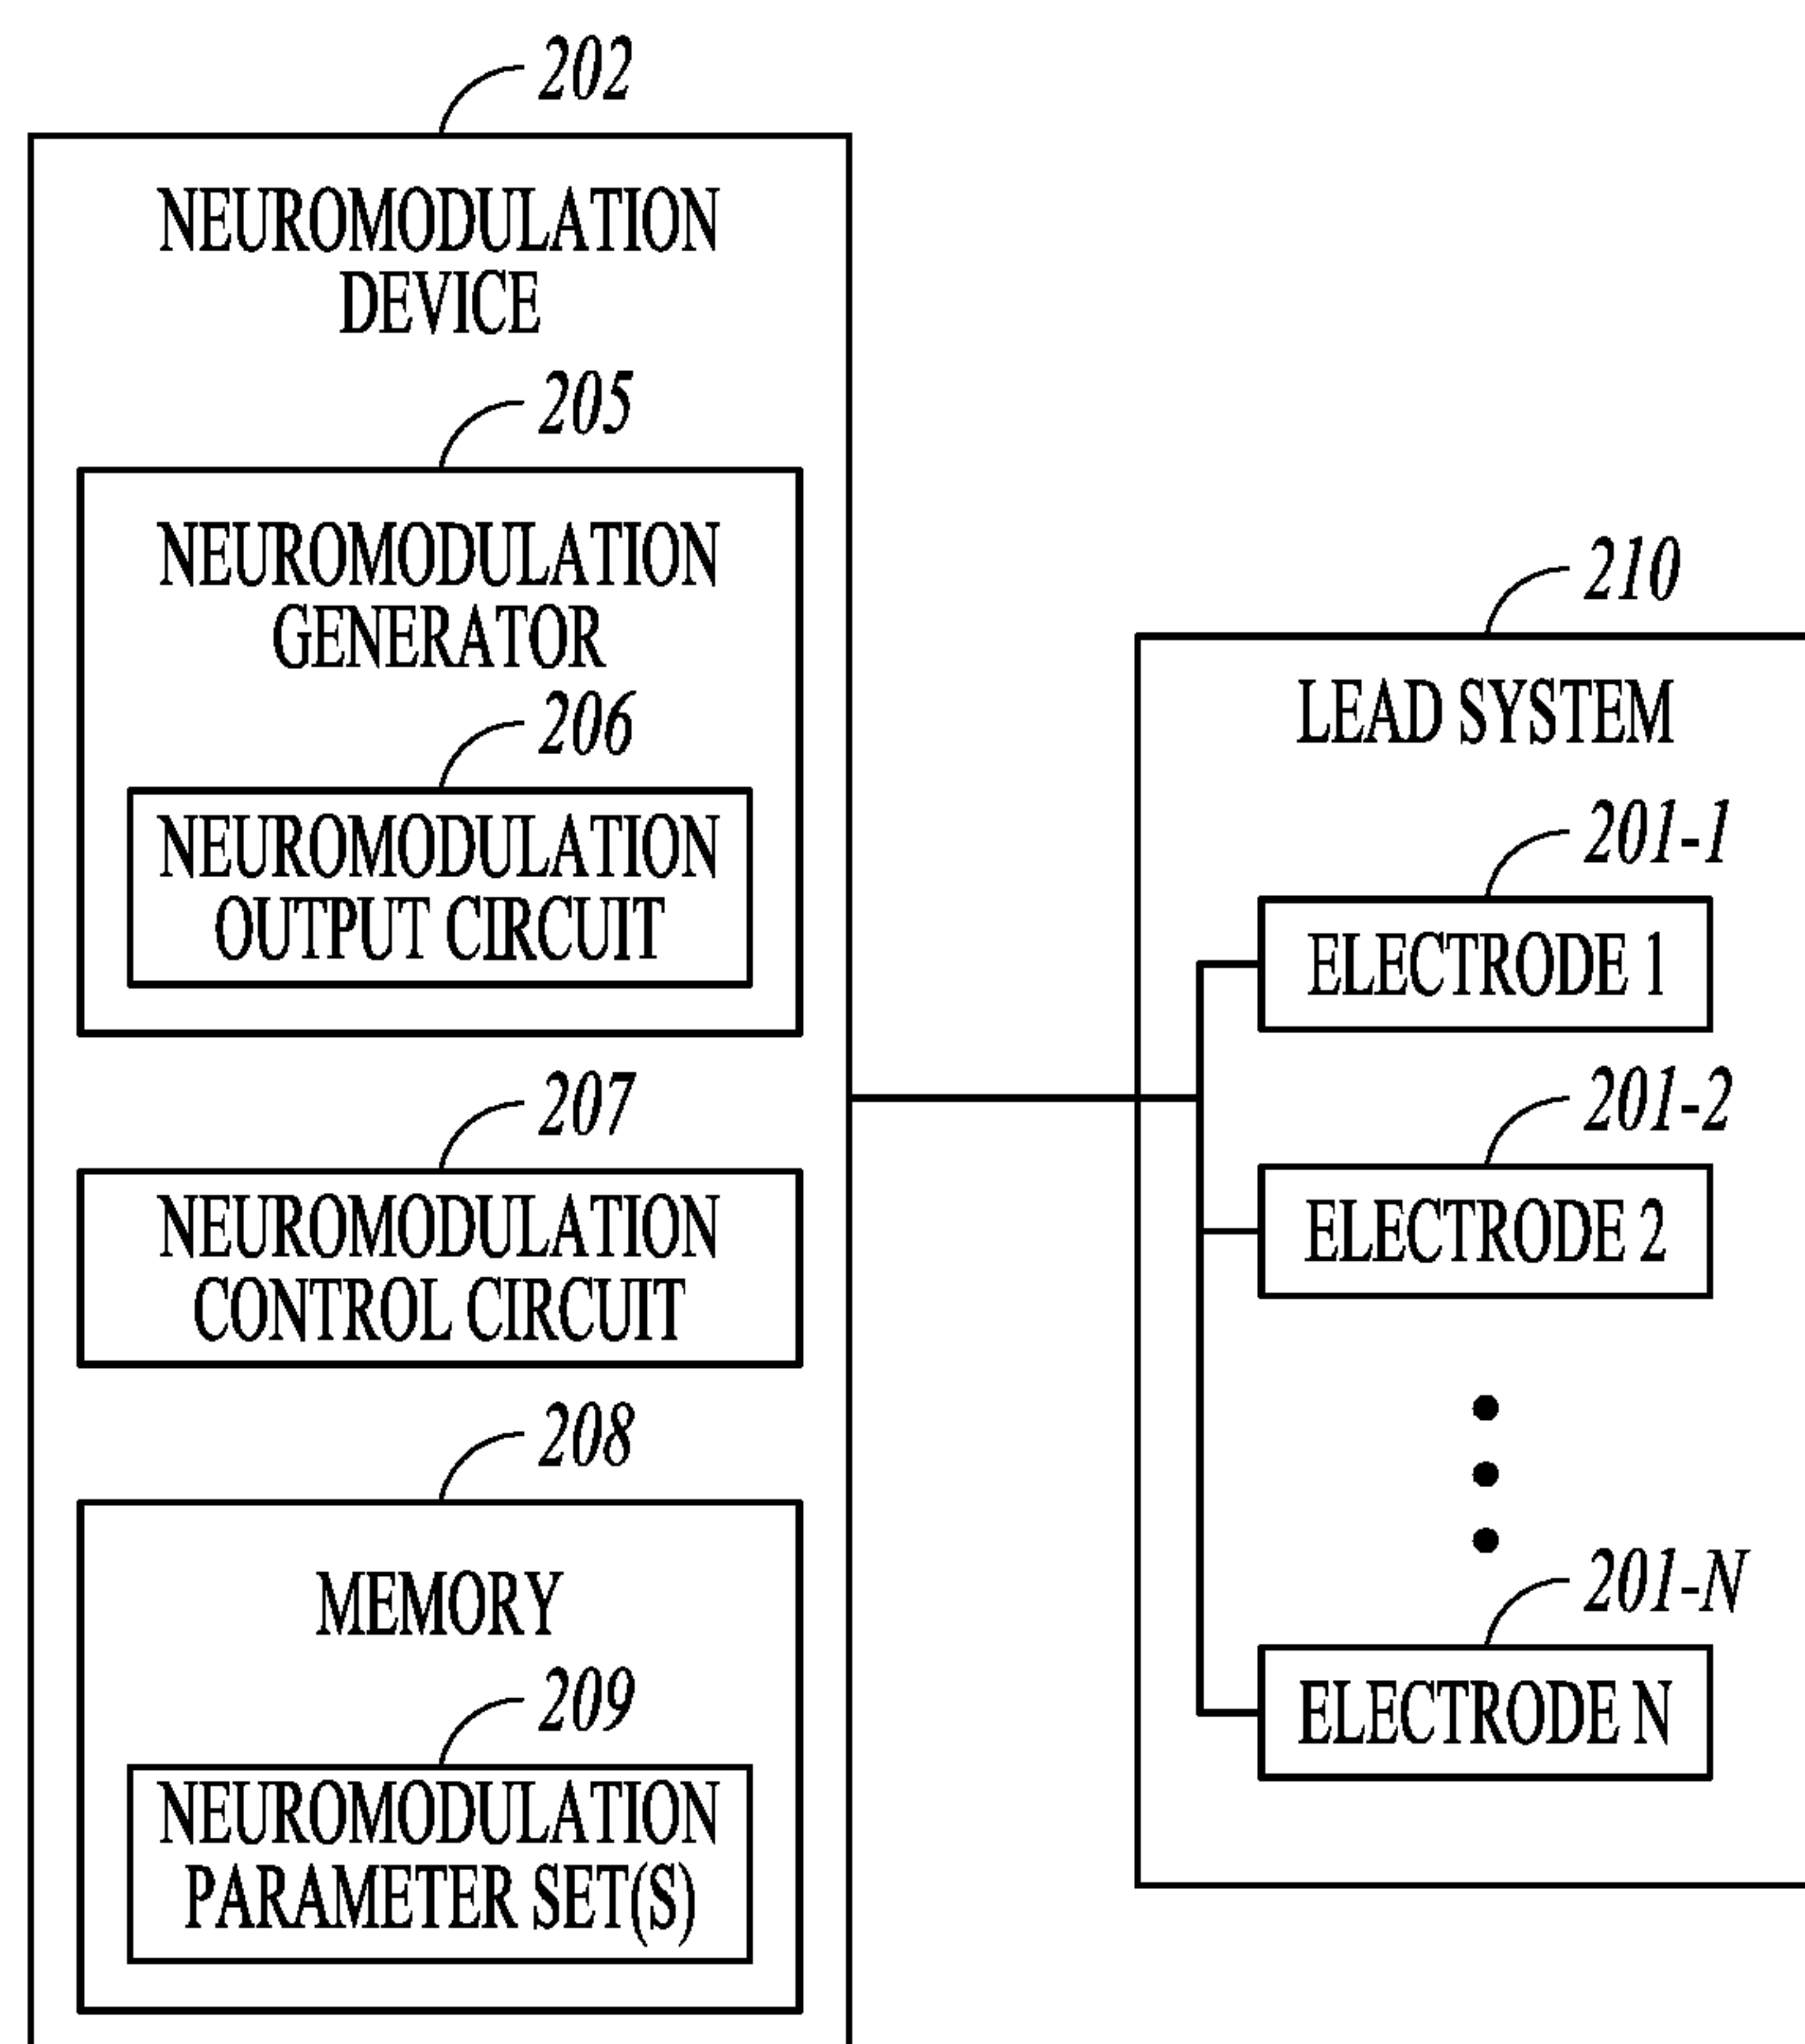 202
NEUROMODULATION
DEVICE
205
NEUROMODULATION
GENERATOR
206
NEUROMODULATION
OUTPUT CIRCUIT
207
NEUROMODULATION
CONTROL CIRCUIT
208
MEMORY
209
NEUROMODULATION
PARAMETER SET(S)
210
LEAD SYSTEM
201-1
ELECTRODE 1
201-2
ELECTRODE 2
201-N
ELECTRODE N